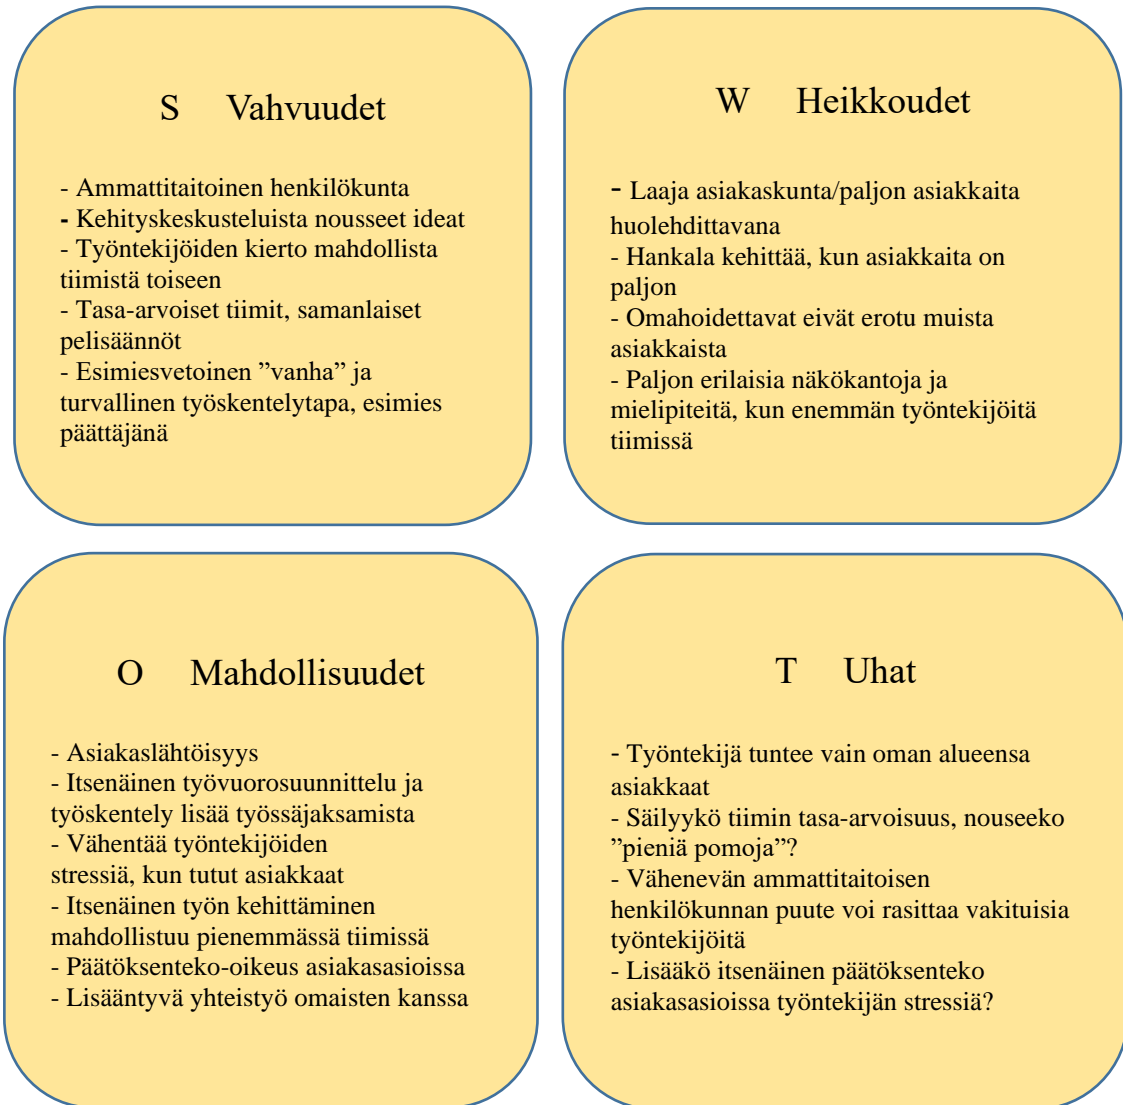 S Vahvuudet
- Ammattitaitoinen henkilökunta
- Kehityskeskusteluista nousseet ideat
- Työntekijöiden kierto mahdollista
tiimistä toiseen
- Tasa-arvoiset tiimit, samanlaiset
pelisäännöt
- Esimiesvetoinen ”vanha” ja
turvallinen työskentelytapa, esimies
päättäjänä
W Heikkoudet
- Laaja asiakaskunta/paljon asiakkaita
huolehdittavana
- Hankala kehittää, kun asiakkaita on
paljon
- Omahoidettavat eivät erotu muista
asiakkaista
- Paljon erilaisia näkökantoja ja
mielipiteitä, kun enemmän työntekijöitä
tiimissä
O Mahdollisuudet
- Asiakaslähtöisyys
- Itsenäinen työvuorosuunnittelu ja
työskentely lisää työssäjaksamista
- Vähentää työntekijöiden
stressiä, kun tutut asiakkaat
- Itsenäinen työn kehittäminen
mahdollistuu pienemmässä tiimissä
- Päätöksenteko-oikeus asiakasasioissa
- Lisääntyvä yhteistyö omaisten kanssa
T Uhat
- Työntekijä tuntee vain oman alueensa
asiakkaat
- Säilyykö tiimin tasa-arvoisuus, nouseeko
”pieniä pomoja”?
- Vähenevän ammattitaitoisen
henkilökunnan puute voi rasittaa vakituisia
työntekijöitä
- Lisääkö itsenäinen päätöksenteko
asiakasasioissa työntekijän stressiä?